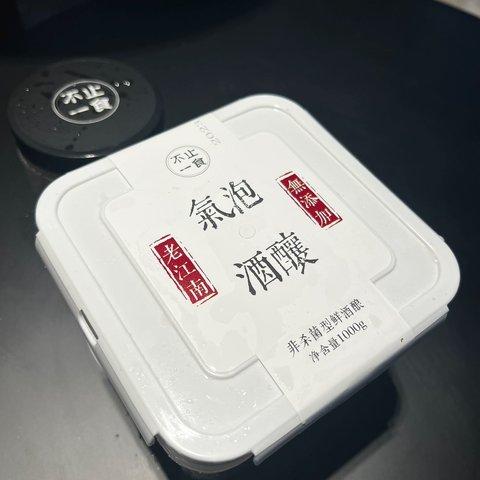 不止
一食
202
不止
一食
氣泡
酒釀
老江南
無添加
非杀菌型鲜酒酿
净含量1000g